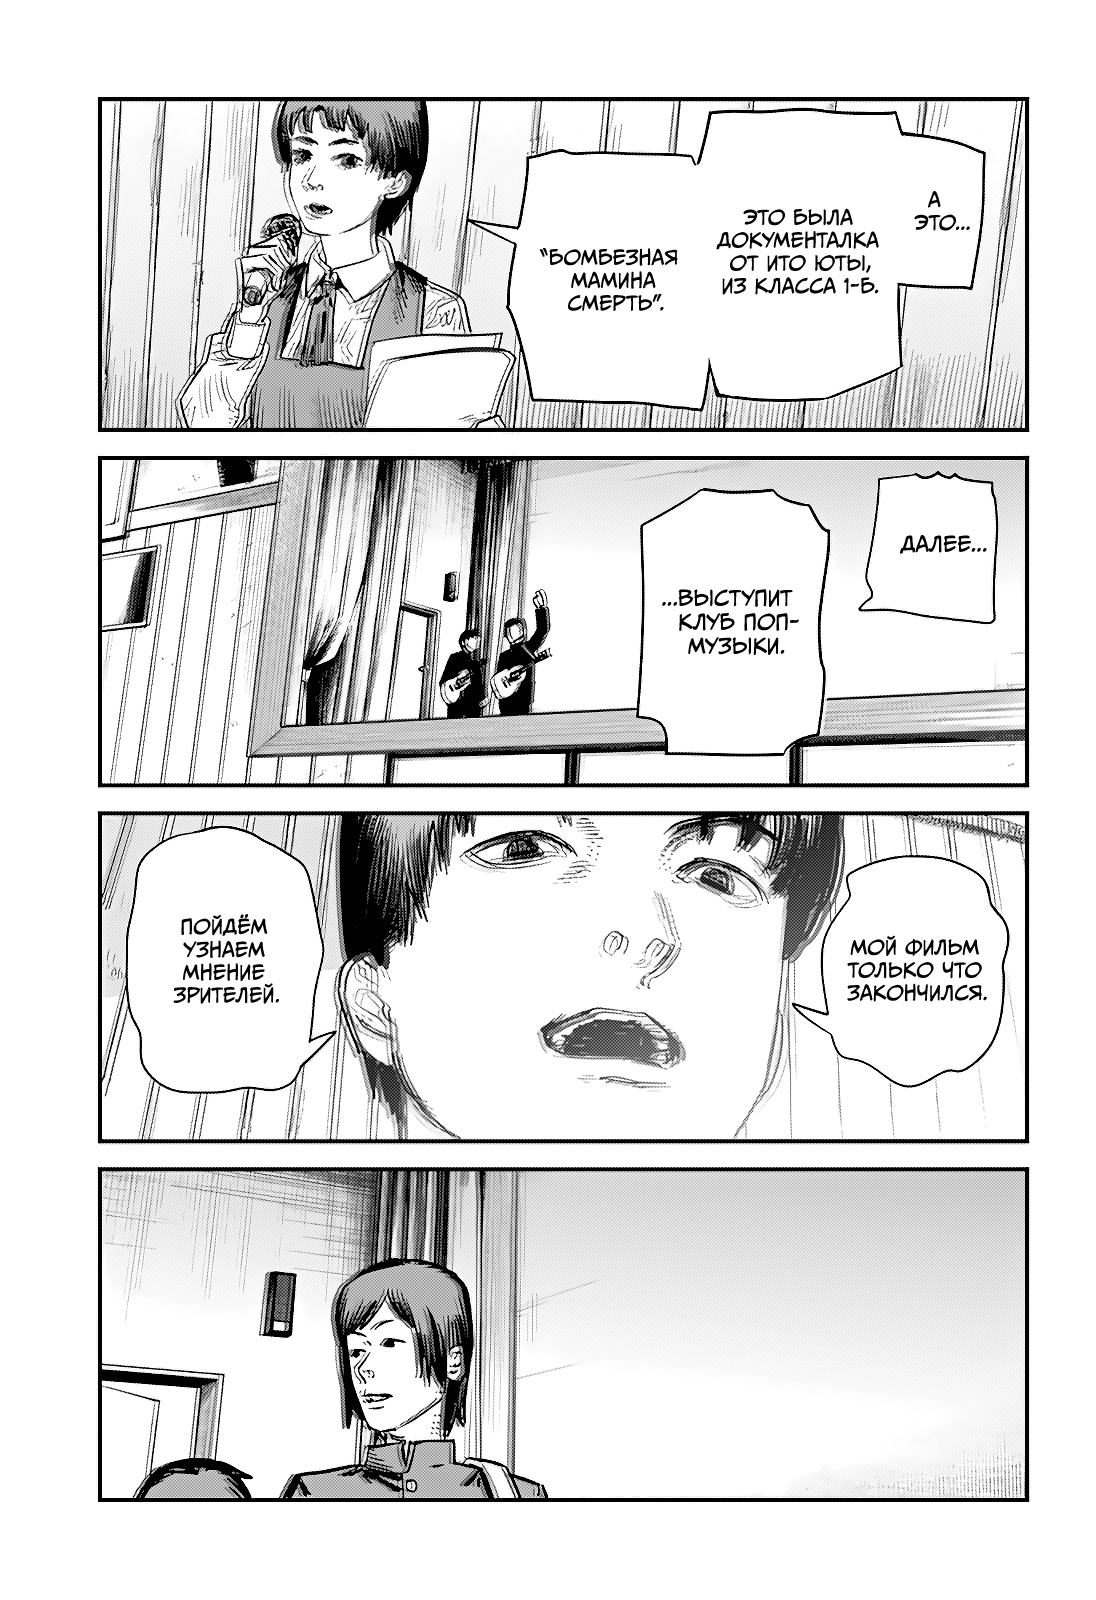 А
ЭТО...
ЭТО БЫЛА
ДОКУМЕНТАЛКА
ОТ ИТО ЮТЫ,
ИЗ КЛАССА 1-Б.
"БОМБЕЗНАЯ
МАМИНА
СМЕРТЬ".
ДАЛЕЕ...
...ВЫСТУПИТ
КЛУБ ПОП-
МУЗЫКИ.
МОЙ ФИЛЬМ
ТОЛЬКО ЧТО
ЗАКОНЧИЛСЯ.
ПОЙДЁМ
УЗНАЕМ
МНЕНИЕ
ЗРИТЕЛЕЙ.